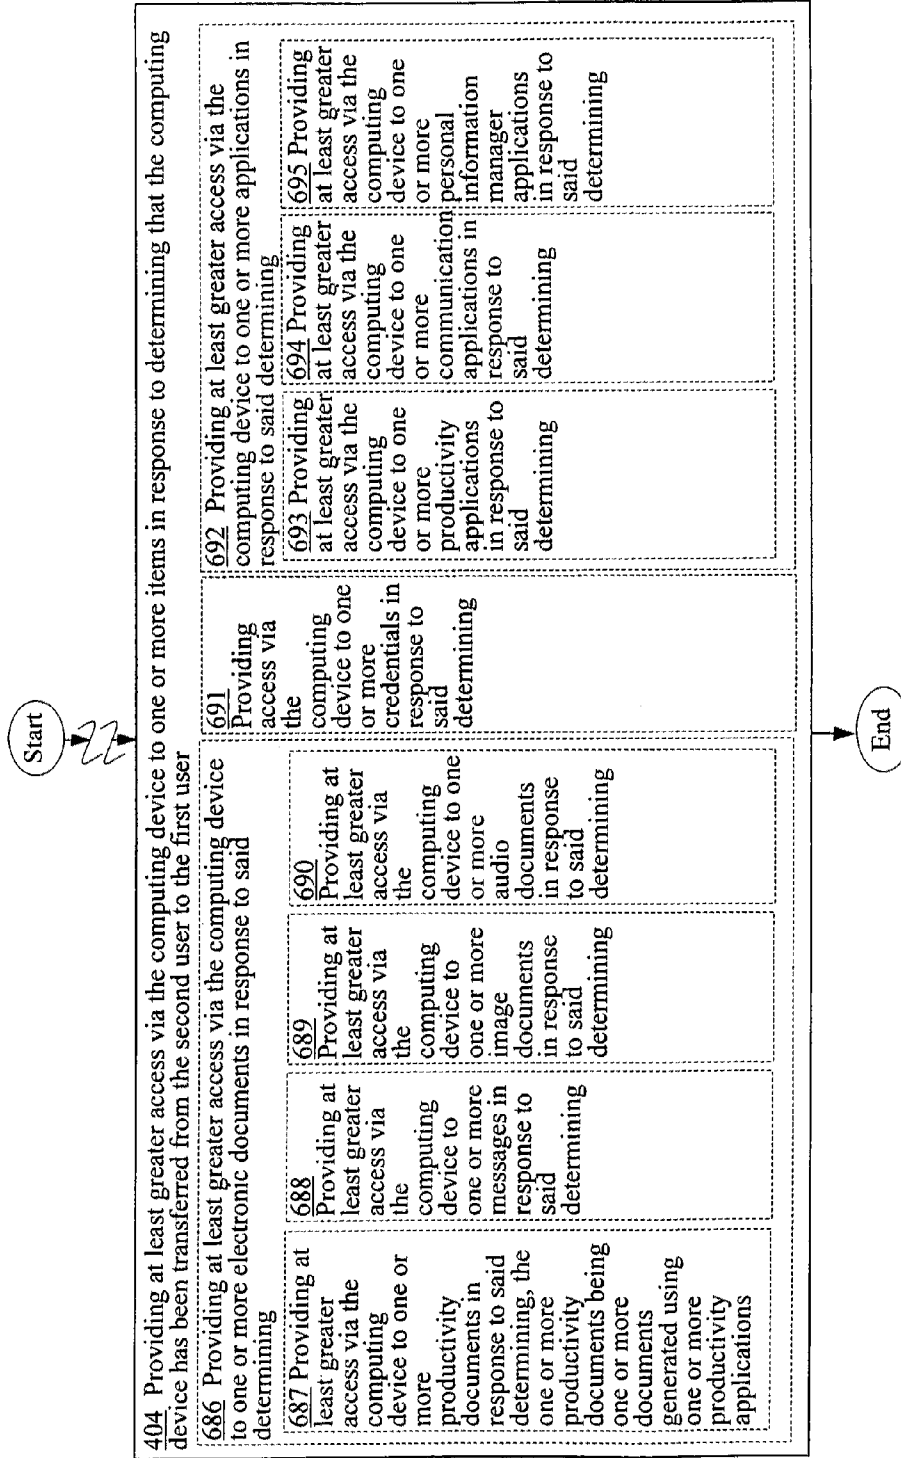 Start
404 Providing at least greater access via the computing device to one or more items in response to determining that the computing
device has been transferred from the second user to the first user
686 Providing at least greater access via the computing device
to one or more electronic documents in response to said
determining
687 Providing at
least greater
access via the
computing
device to one or
more
productivity
documents in
response to said
determining, the
one or more
productivity
documents being
one or more
documents
generated using
one or more
productivity
applications
688
Providing at
least greater
access via
the
computing
device to
one or more
messages in
response to
said
determining
689
Providing at
least greater
access via
the
computing
device to
one or more
image
documents
in response
to said
determining
690
Providing at
least greater
access via
the
computing
device to one
or more
audio
documents
in response
to said
determining
691
Providing
access via
the
computing
device to one
or more
credentials in
response to
said
determining
692 Providing at least greater access via the
computing device to one or more applications in
response to said determining
693 Providing
at least greater
access via the
computing
device to one
or more
productivity
applications
in response to
said
determining
694 Providing
at least greater
access via the
computing
device to one
or more
communication
applications in
response to
said
determining
695 Providing
at least greater
access via the
computing
device to one
or more
personal
information
manager
applications
in response to
said
determining
End